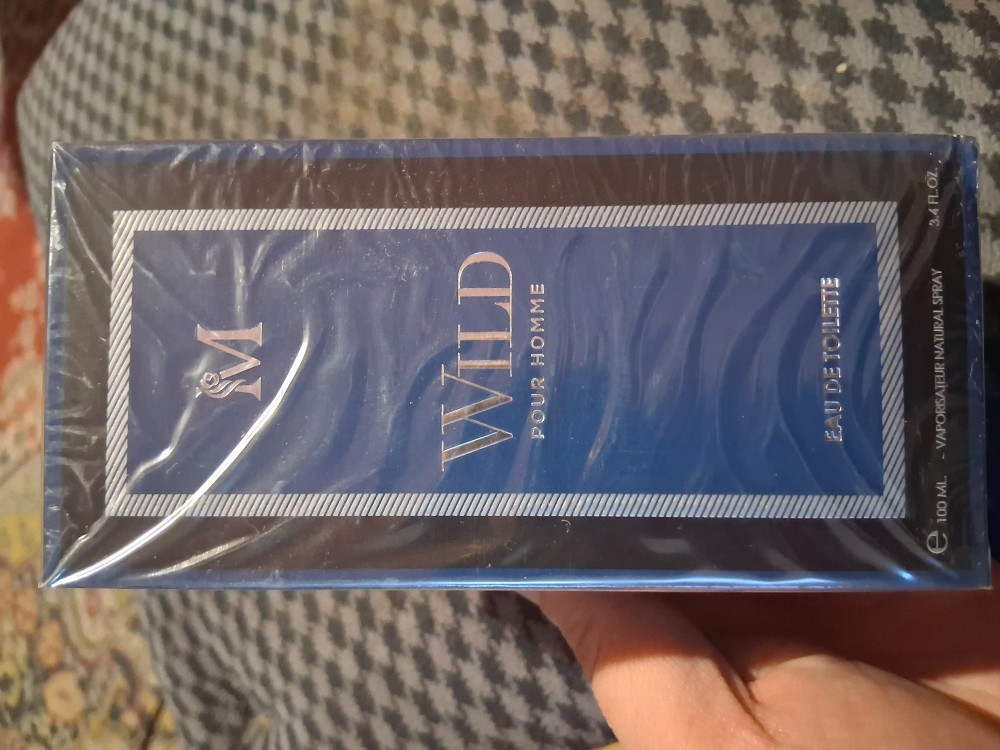 M
WILD
POUR HOMME
EAU DE TOILETTE
℮ 100 ML. - VAPORISATEUR NATURAL SPRAY 3.4 FL.OZ.